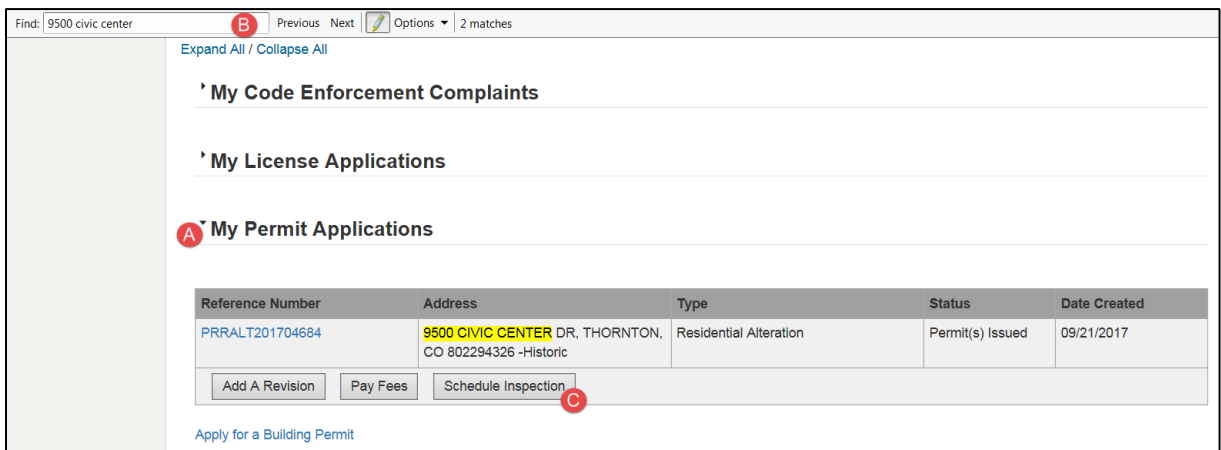 Find: 9500 civic center B Previous Next Options 2 matches
Expand All / Collapse All
My Code Enforcement Complaints
My License Applications
A My Permit Applications
Reference Number Address Type Status Date Created
PRRALT201704684 9500 CIVIC CENTER DR, THORNTON, Residential Alteration Permit(s) Issued 09/21/2017
CO 802294326 -Historic
Add A Revision Pay Fees Schedule Inspection
C
Apply for a Building Permit